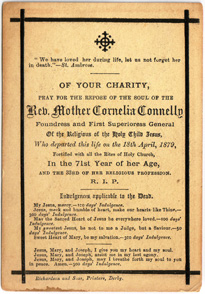 “We have loved her during life, let us not forget her
in death.”—St. Ambrose.
OF YOUR CHARITY,
PRAY FOR THE REPOSE OF THE SOUL OF THE
Rev. Mother Cornelia Connelly
Foundress and First Superioress General
Of the Religious of the Holy Child Jesus,
Who departed this life on the 18th April, 1879,
Fortified with all the Rites of Holy Church,
In the 71st Year of her Age,
AND THE 33RD OF HER RELIGIOUS PROFESSION.
R. I. P.
Indulgences applicable to the Dead.
My Jesus, mercy.—100 days' Indulgence.
Jesus, meek and humble of heart, make our hearts like Thine.—
300 days' Indulgence.
May the Sacred Heart of Jesus be everywhere loved.—100 days'
Indulgence.
My sweetest Jesus, be not to me a Judge, but a Saviour.—50
days' Indulgence.
Sweet Heart of Mary, be my salvation.—300 days' Indulgence.
Jesus, Mary, and Joseph, I give you my heart and my soul.
Jesus, Mary, and Joseph, assist me in my last agony.
Jesus, Mary, and Joseph, may I breathe forth my soul to you
in peace.
Richardson and Son, Printers, Derby.